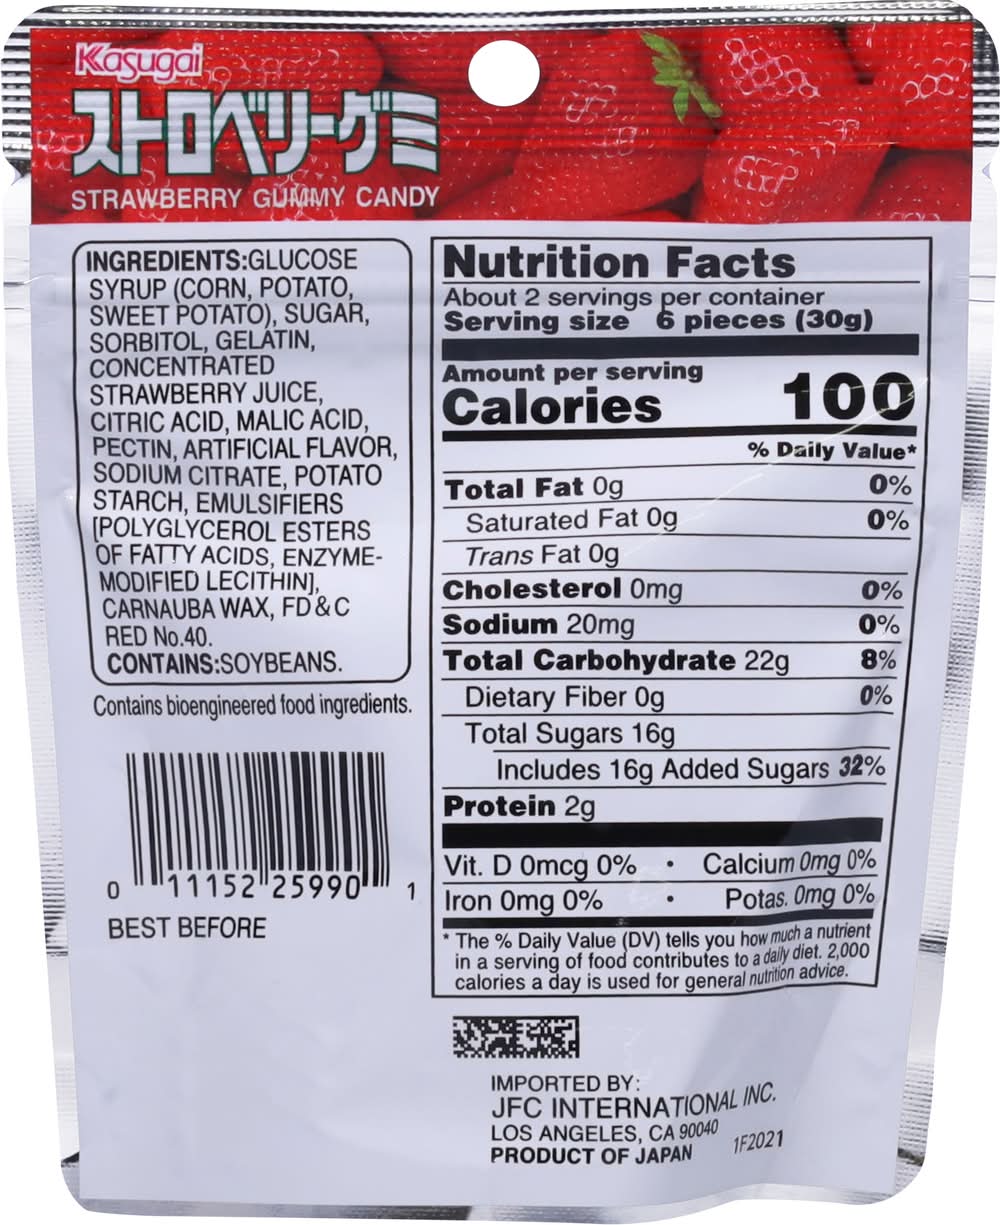 Kasugai
ストロベリーグミ
STRAWBERRY GUMMY CANDY
INGREDIENTS:GLUCOSE
SYRUP (CORN, POTATO,
SWEET POTATO), SUGAR,
SORBITOL, GELATIN,
CONCENTRATED
STRAWBERRY JUICE,
CITRIC ACID, MALIC ACID,
PECTIN, ARTIFICIAL FLAVOR,
SODIUM CITRATE, POTATO
STARCH, EMULSIFIERS
[POLYGLYCEROL ESTERS
OF FATTY ACIDS, ENZYME-
MODIFIED LECITHIN],
CARNAUBA WAX, FD & C
RED No.40.
CONTAINS:SOYBEANS.
Contains bioengineered food ingredients.
0 11152 25990 1
BEST BEFORE
Nutrition Facts
About 2 servings per container
Serving size 6 pieces (30g)
Amount per serving
Calories 100
% Daily Value*
Total Fat 0g 0%
Saturated Fat 0g 0%
Trans Fat 0g
Cholesterol 0mg 0%
Sodium 20mg 0%
Total Carbohydrate 22g 8%
Dietary Fiber 0g 0%
Total Sugars 16g
Includes 16g Added Sugars 32%
Protein 2g
Vit. D 0mcg 0% • Calcium 0mg 0%
Iron 0mg 0% • Potas. 0mg 0%
* The % Daily Value (DV) tells you how much a nutrient
in a serving of food contributes to a daily diet. 2,000
calories a day is used for general nutrition advice.
IMPORTED BY:
JFC INTERNATIONAL INC.
LOS ANGELES, CA 90040
PRODUCT OF JAPAN 1F2021